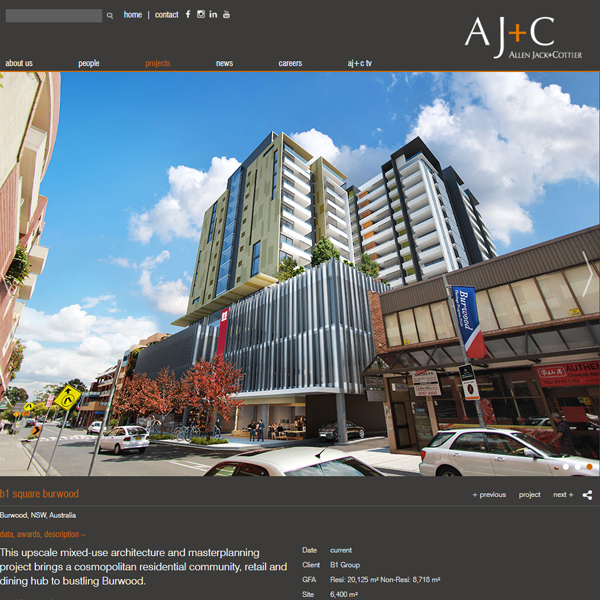 home | contact
AJ+C
ALLEN JACK+COTTIER
about us people projects news careers aj+c tv
Burwood
b1 square burwood
+ previous project next +
Burwood, NSW, Australia
data, awards, description –
This upscale mixed-use architecture and masterplanning
project brings a cosmopolitan residential community, retail and
dining hub to bustling Burwood.
Date current
Client B1 Group
GFA Resi: 20,125 m² Non-Resi: 8,718 m²
Site 6,400 m²